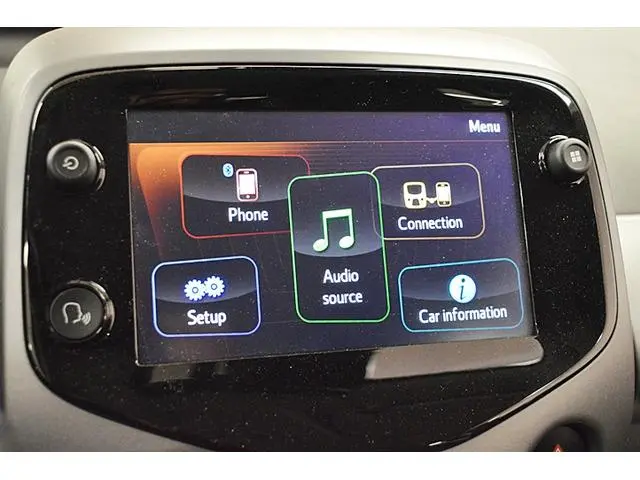 Menu
Phone
Connection
Audio
source
Setup
Car information